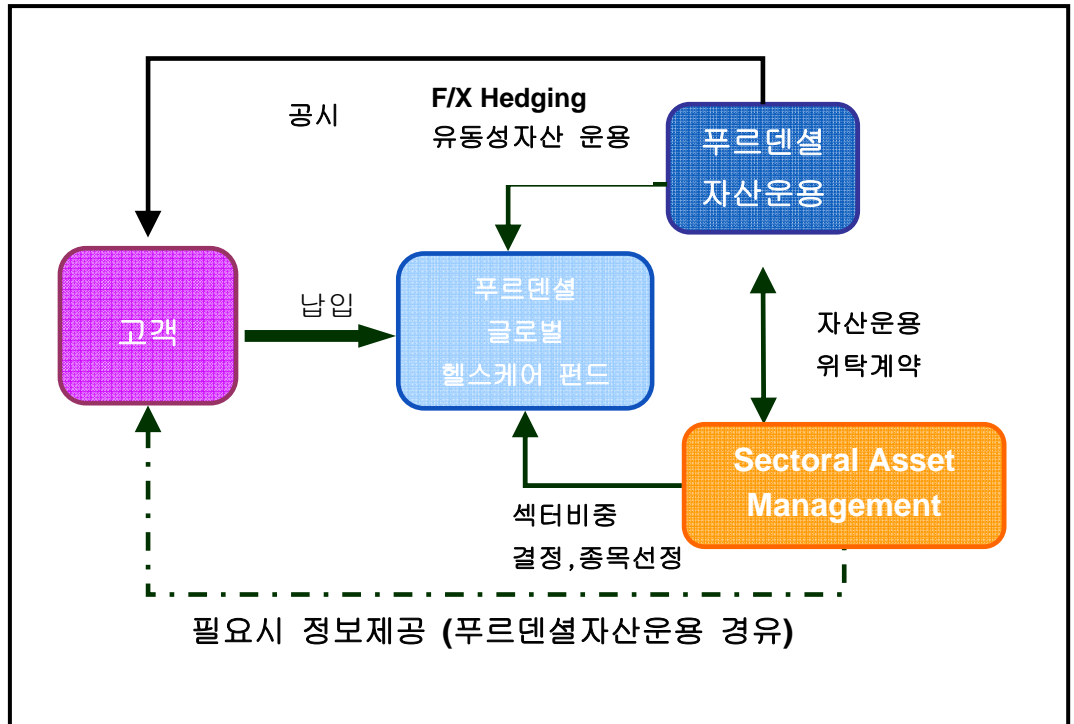 공시
F/X Hedging
유동성자산 운용
푸르덴셜
자산운용
고객
납입
푸르덴셜
글로벌
헬스케어 펀드
자산운용
위탁계약
Sectoral Asset
Management
섹터비중
결정,종목선정
필요시 정보제공 (푸르덴셜자산운용 경유)